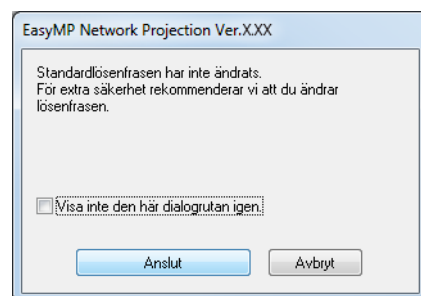 EasyMP Network Projection Ver.X.XX
Standardlösenfrasen har inte ändrats.
För extra säkerhet rekommenderar vi att du ändrar
lösenfrasen.
Visa inte den här dialogrutan igen.
Anslut
Avbryt